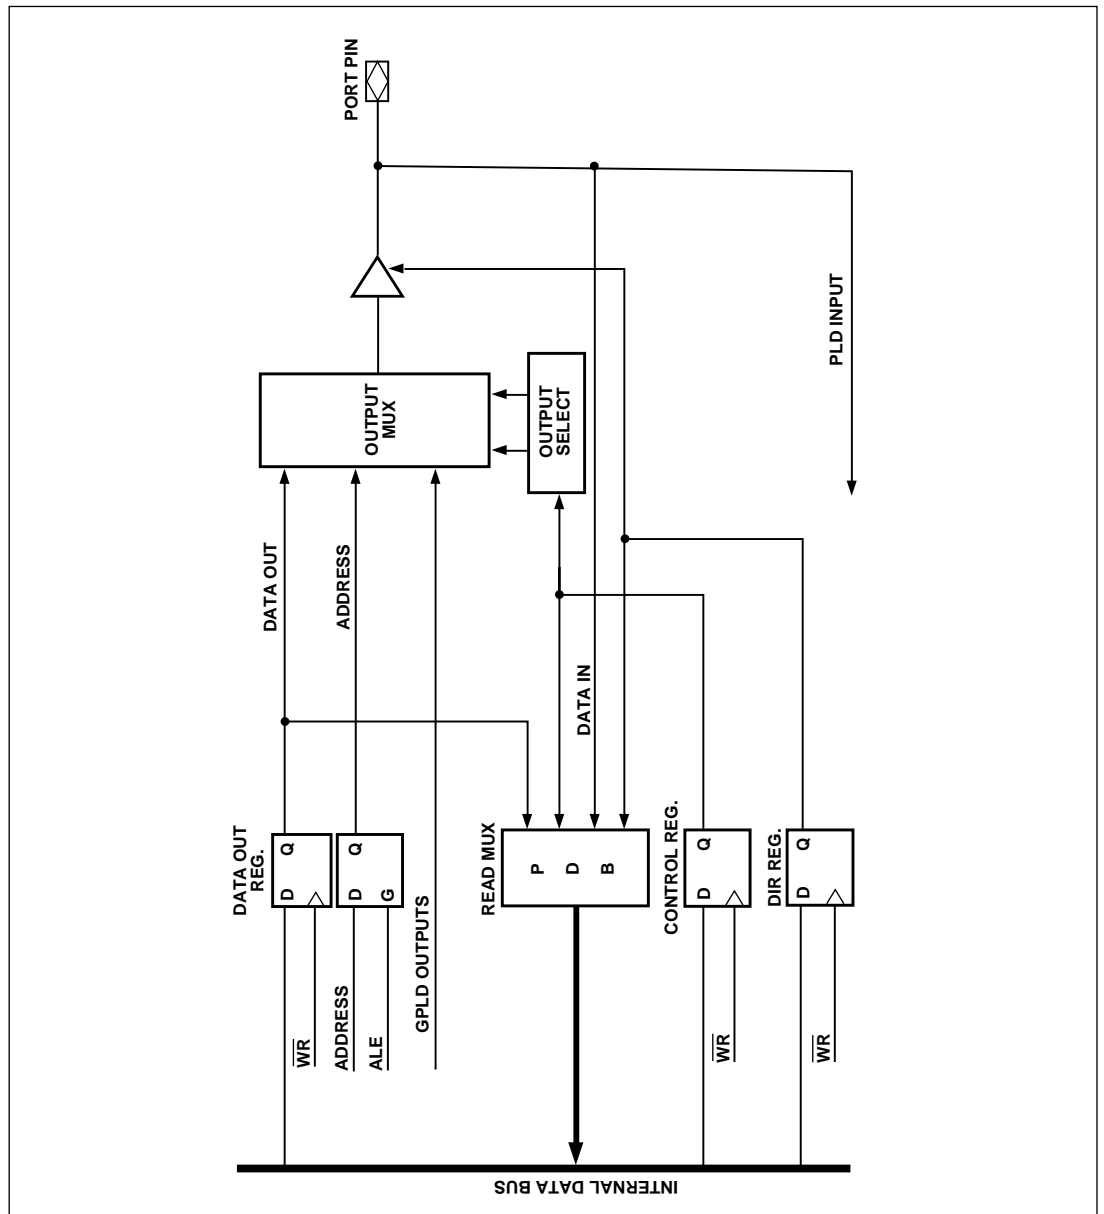 PORT PIN
PLD INPUT
OUTPUT
MUX
OUTPUT
SELECT
DATA OUT
ADDRESS
DATA IN
DATA OUT
REG.
D Q
WR
D Q
G
ADDRESS
ALE
GPLD OUTPUTS
READ MUX
P
D
B
CONTROL REG.
D Q
WR
DIR REG.
D Q
WR
INTERNAL DATA BUS